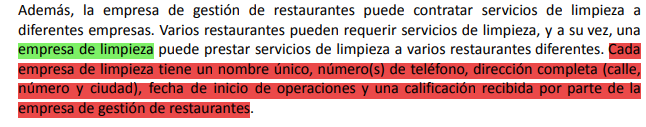 Además, la empresa de gestión de restaurantes puede contratar servicios de limpieza a
diferentes empresas. Varios restaurantes pueden requerir servicios de limpieza, y a su vez, una
empresa de limpieza puede prestar servicios de limpieza a varios restaurantes diferentes. Cada
empresa de limpieza tiene un nombre único, número(s) de teléfono, dirección completa (calle,
número y ciudad), fecha de inicio de operaciones y una calificación recibida por parte de la
empresa de gestión de restaurantes.